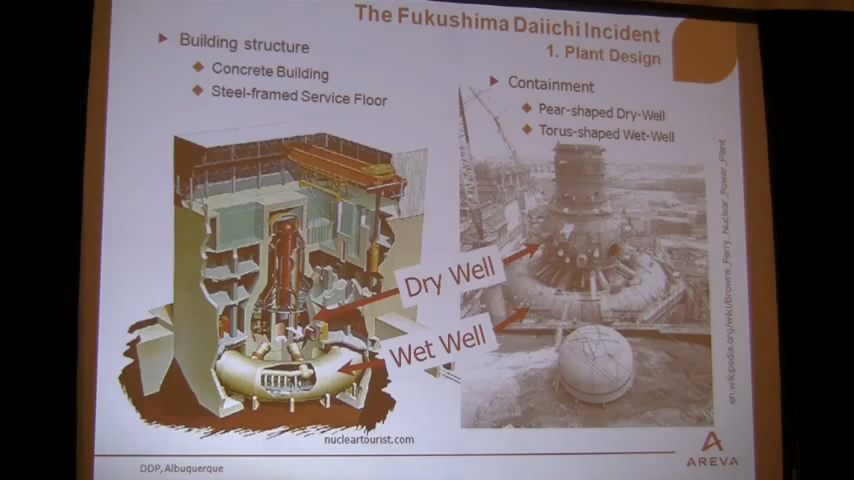 The Fukushima Daiichi Incident
1. Plant Design
Building structure
Concrete Building
Steel-framed Service Floor
Containment
Pear-shaped Dry-Well
Torus-shaped Wet-Well
Dry Well
Wet Well
nucleartourist.com
en.wikipedia.org/wiki/Browns_Ferry_Nuclear_Power_Plant
DDP, Albuquerque
AREVA